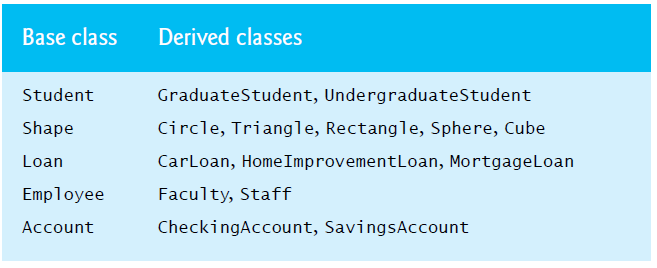 Base class Derived classes
Student GraduateStudent, UndergraduateStudent
Shape Circle, Triangle, Rectangle, Sphere, Cube
Loan CarLoan, HomeImprovementLoan, MortgageLoan
Employee Faculty, Staff
Account CheckingAccount, SavingsAccount